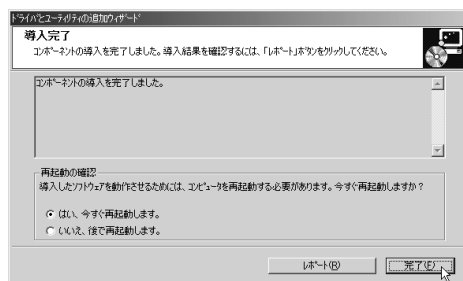 ﾄﾞﾗｲﾊﾞとﾕｰﾃｨﾘﾃｨの追加ｳｨｻﾞｰﾄﾞ
導入完了
ｺﾝﾎﾟｰﾈﾝﾄの導入を完了しました。導入結果を確認するには、｢ﾚﾎﾟｰﾄ｣ﾎﾞﾀﾝをｸﾘｯｸしてください。
ｺﾝﾎﾟｰﾈﾝﾄの導入を完了しました。
再起動の確認
導入したｿﾌﾄｳｪｱを動作させるためには、ｺﾝﾋﾟｭｰﾀを再起動する必要があります。今すぐ再起動しますか？
はい、今すぐ再起動します。
いいえ、後で再起動します。
ﾚﾎﾟｰﾄ(R)
完了(F)